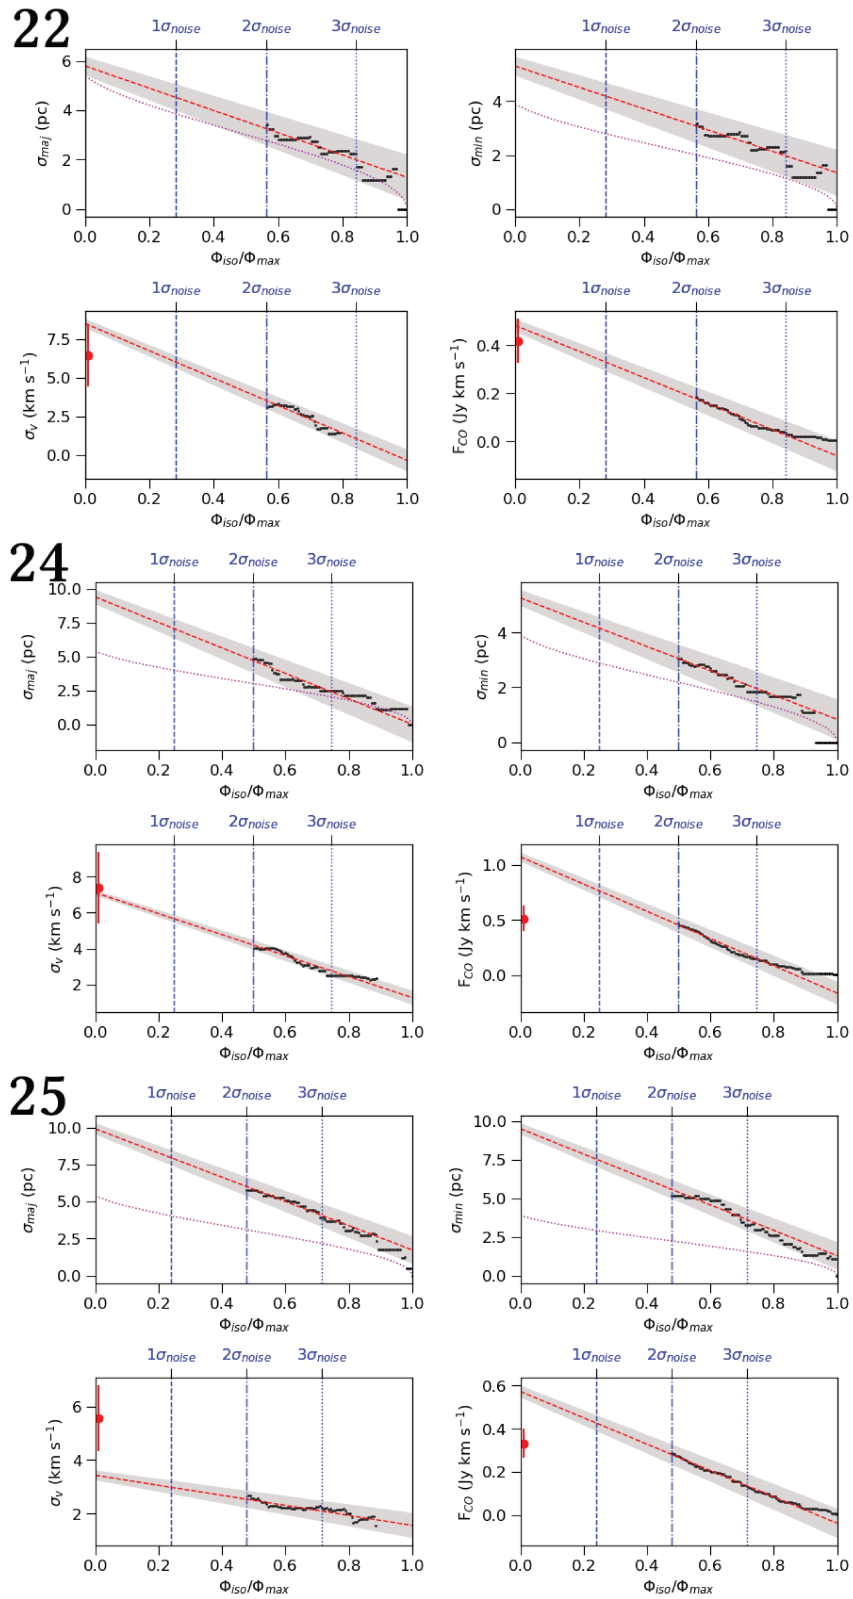 22
1σnoise 2σnoise 3σnoise
1σnoise 2σnoise 3σnoise
6
4
2
0
σmaj (pc)
0.0 0.2 0.4 0.6 0.8 1.0
Φiso/Φmax
4
2
0
σmin (pc)
0.0 0.2 0.4 0.6 0.8 1.0
Φiso/Φmax
1σnoise 2σnoise 3σnoise
1σnoise 2σnoise 3σnoise
7.5
5.0
2.5
0.0
σv (km s−1)
0.0 0.2 0.4 0.6 0.8 1.0
Φiso/Φmax
0.4
0.2
0.0
FCO (Jy km s−1)
0.0 0.2 0.4 0.6 0.8 1.0
Φiso/Φmax
24
1σnoise 2σnoise 3σnoise
1σnoise 2σnoise 3σnoise
10.0
7.5
5.0
2.5
0.0
σmaj (pc)
0.0 0.2 0.4 0.6 0.8 1.0
Φiso/Φmax
4
2
0
σmin (pc)
0.0 0.2 0.4 0.6 0.8 1.0
Φiso/Φmax
1σnoise 2σnoise 3σnoise
1σnoise 2σnoise 3σnoise
8
6
4
2
σv (km s−1)
0.0 0.2 0.4 0.6 0.8 1.0
Φiso/Φmax
1.0
0.5
0.0
FCO (Jy km s−1)
0.0 0.2 0.4 0.6 0.8 1.0
Φiso/Φmax
25
1σnoise 2σnoise 3σnoise
1σnoise 2σnoise 3σnoise
10.0
7.5
5.0
2.5
0.0
σmaj (pc)
0.0 0.2 0.4 0.6 0.8 1.0
Φiso/Φmax
10.0
7.5
5.0
2.5
0.0
σmin (pc)
0.0 0.2 0.4 0.6 0.8 1.0
Φiso/Φmax
1σnoise 2σnoise 3σnoise
1σnoise 2σnoise 3σnoise
6
4
2
σv (km s−1)
0.0 0.2 0.4 0.6 0.8 1.0
Φiso/Φmax
0.6
0.4
0.2
0.0
FCO (Jy km s−1)
0.0 0.2 0.4 0.6 0.8 1.0
Φiso/Φmax